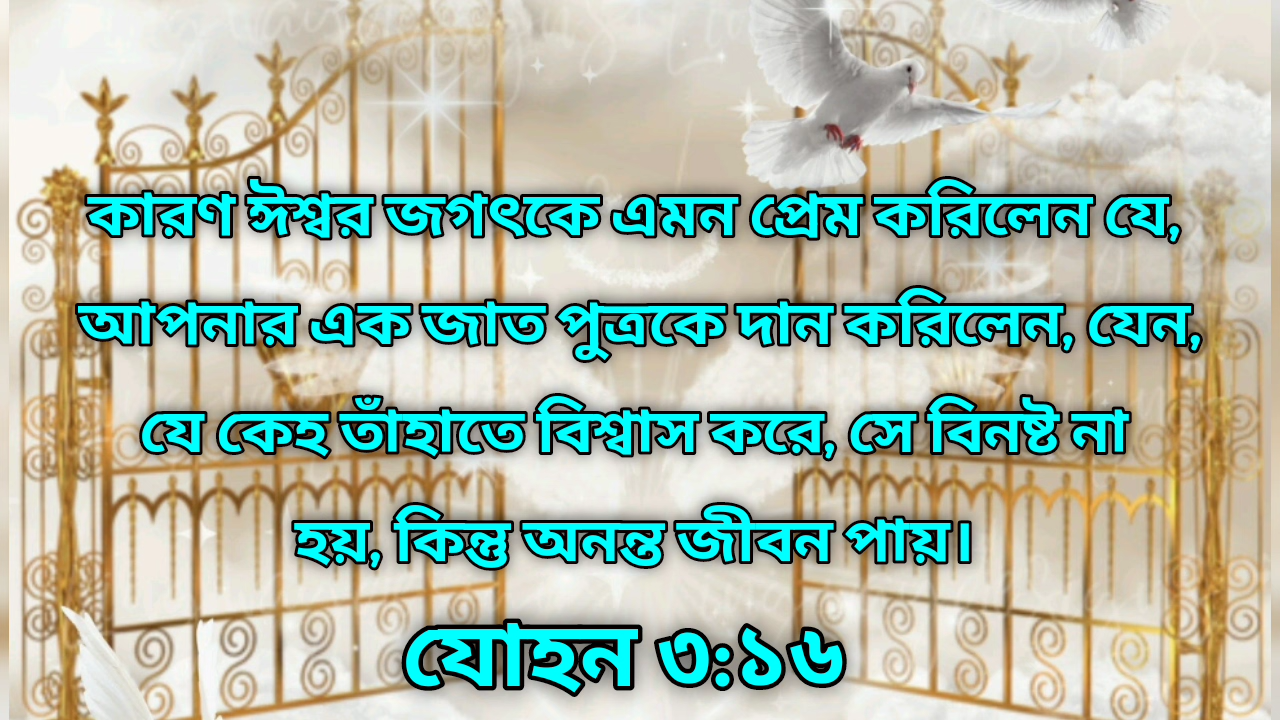 কারণ ঈশ্বর জগৎকে এমন প্রেম করিলেন যে,
আপনার এক জাত পুত্রকে দান করিলেন, যেন,
যে কেহ তাঁহাতে বিশ্বাস করে, সে বিনষ্ট না
হয়, কিন্তু অনন্ত জীবন পায়।
যোহন ৩:১৬